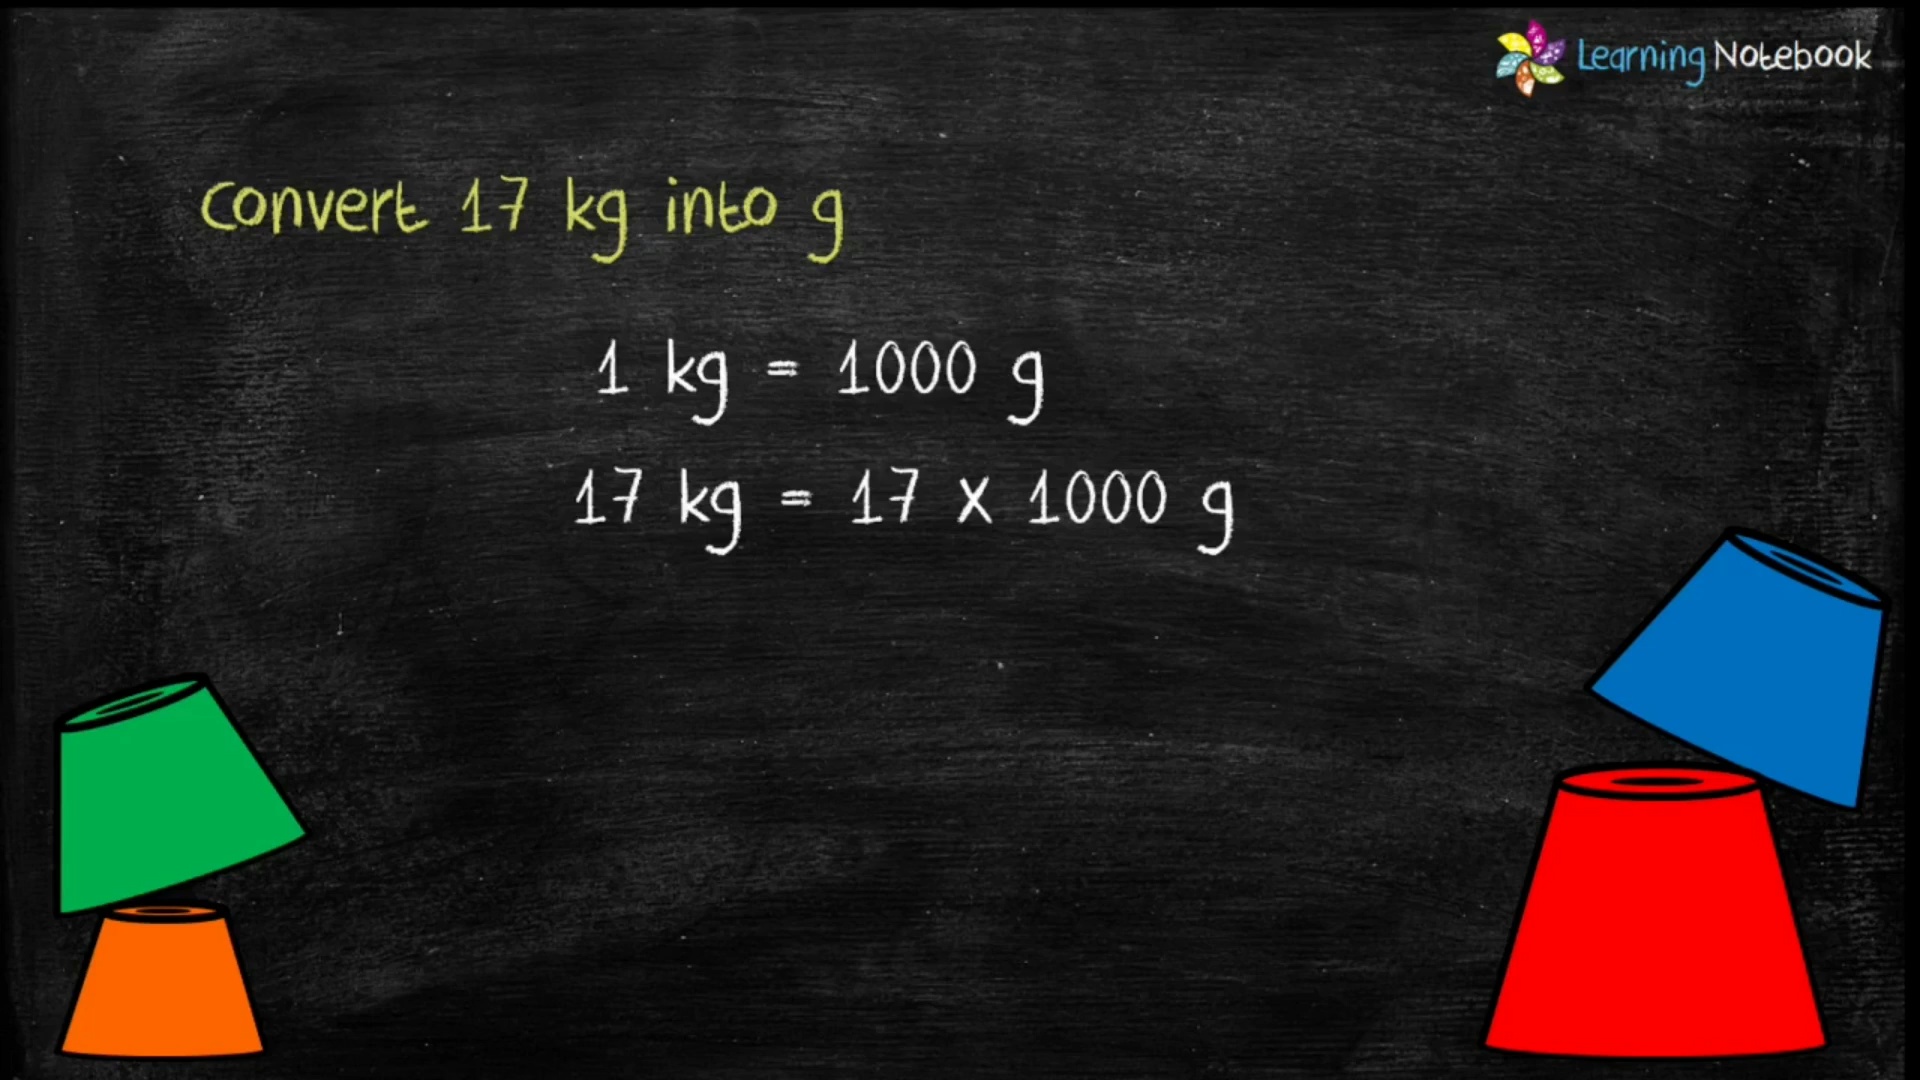 Learning Notebook
Convert 17 kg into g
1 kg = 1000 g
17 kg = 17 x 1000 g